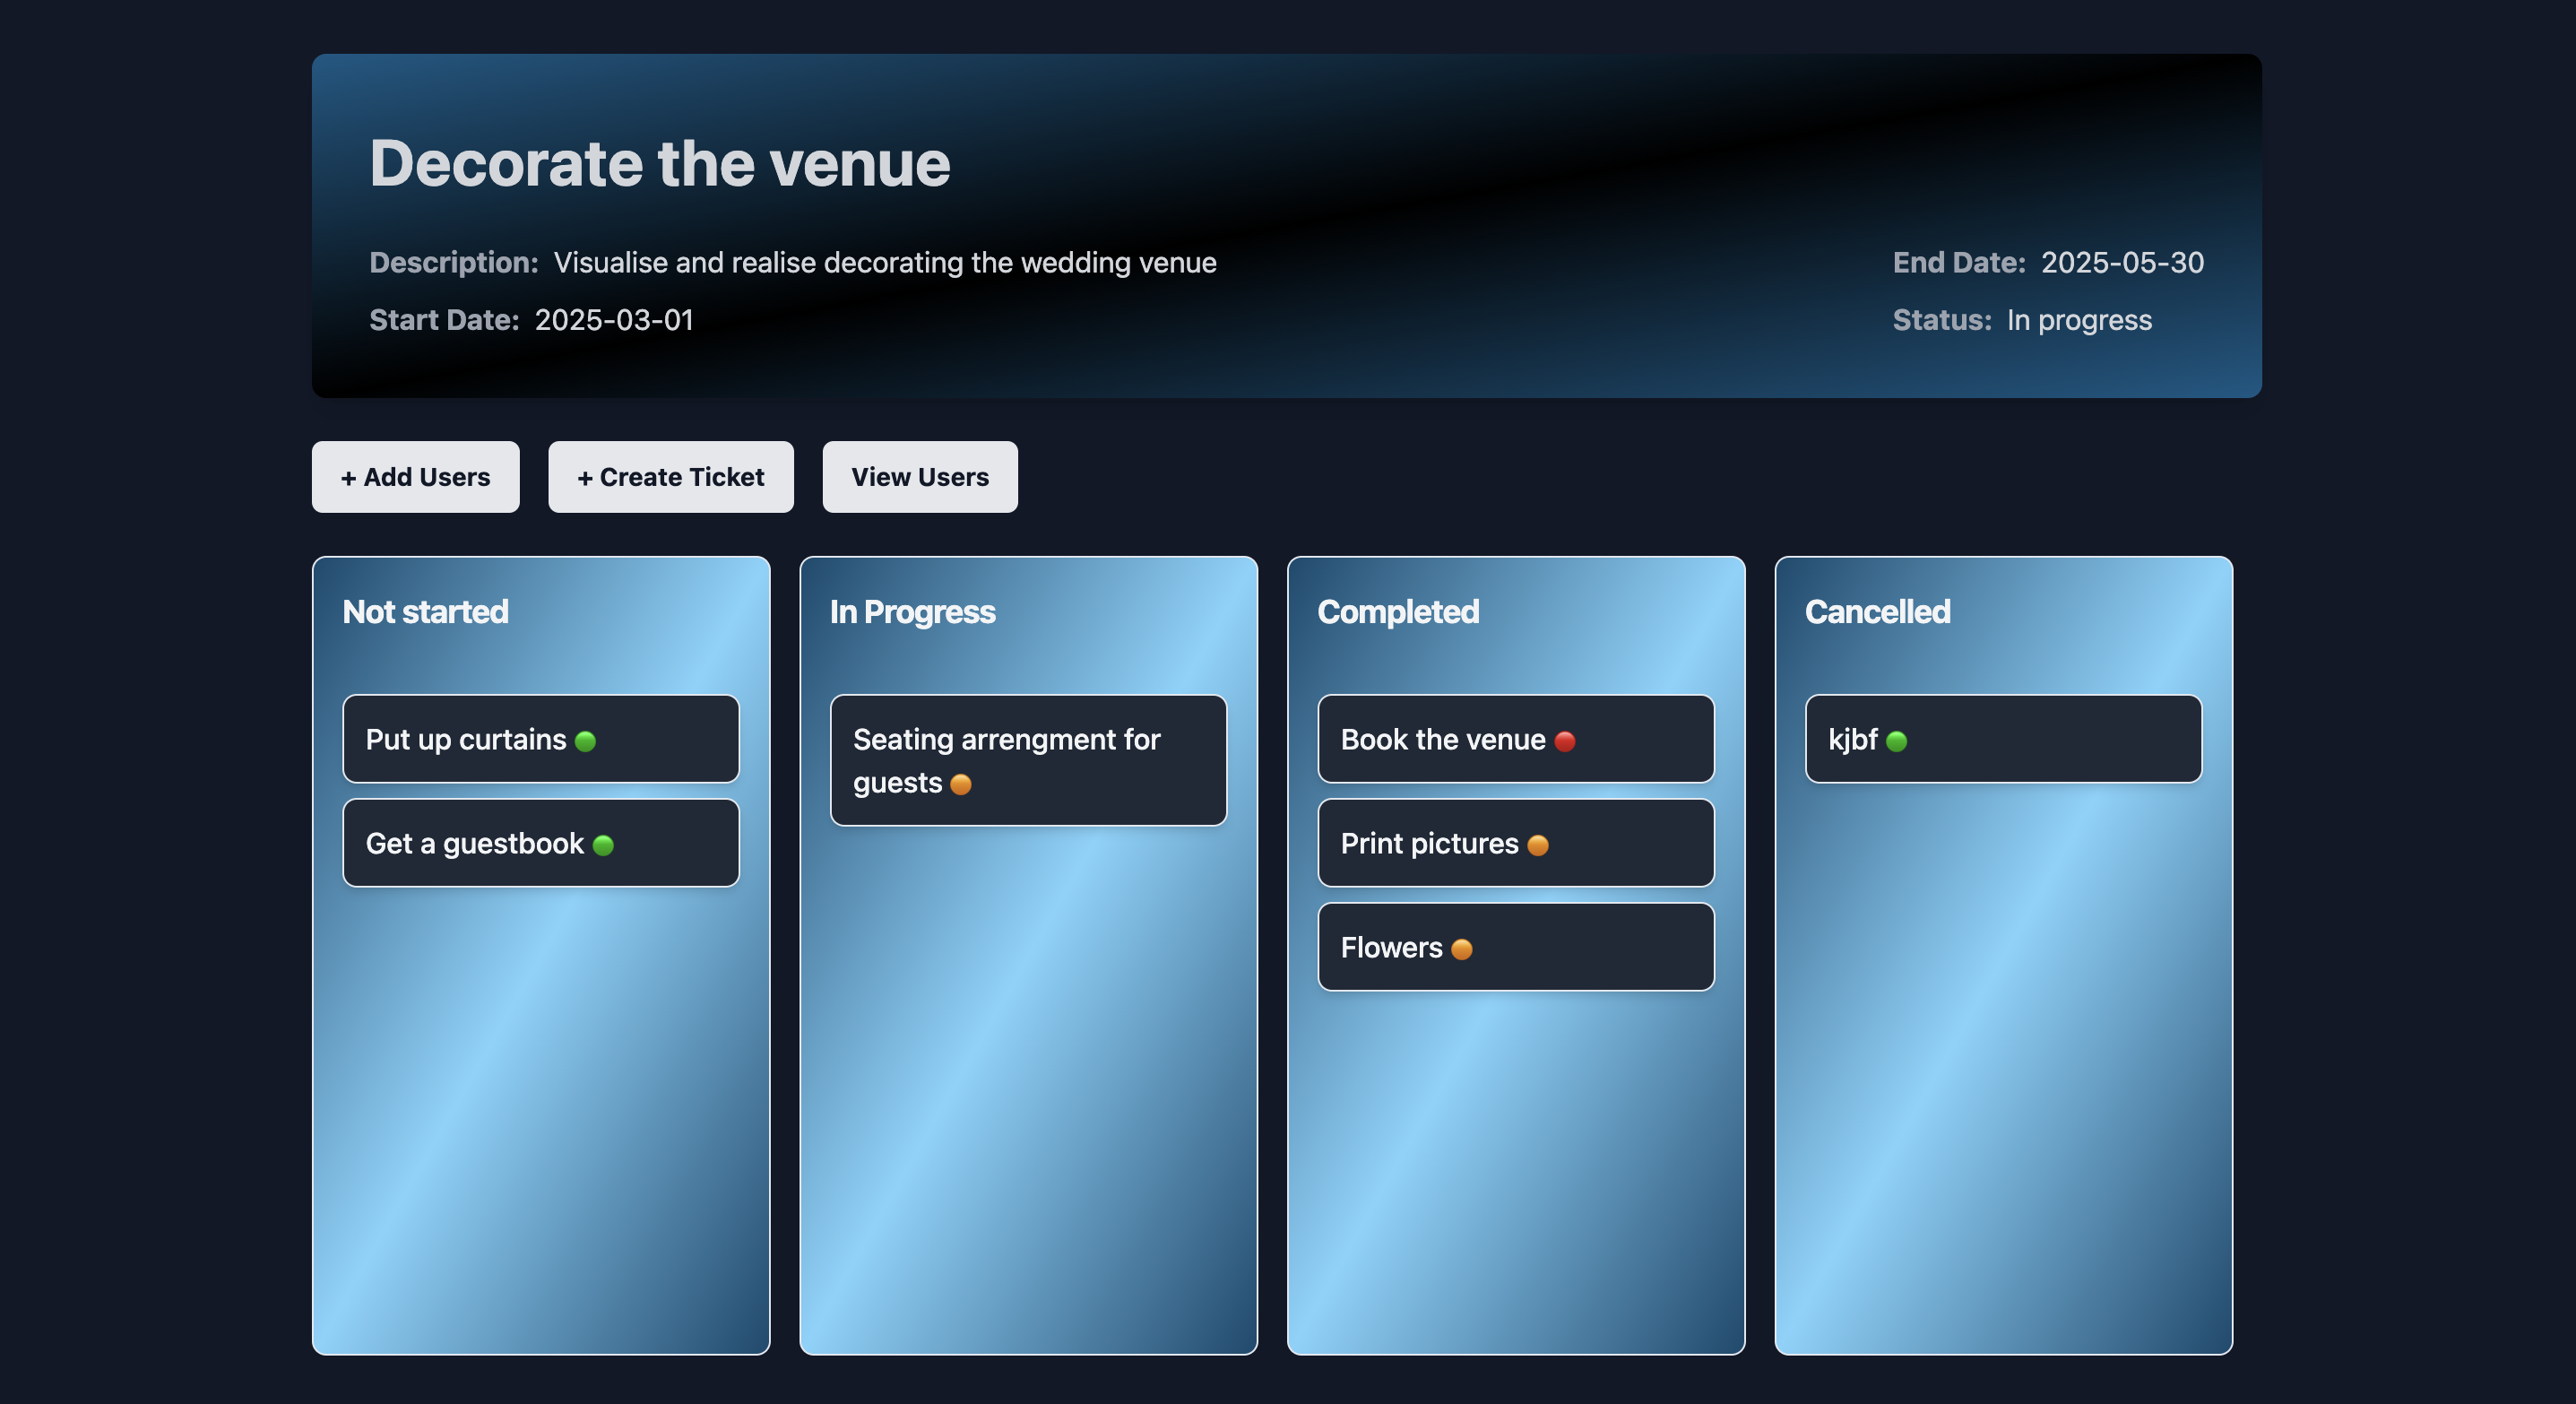 Decorate the venue
Description: Visualise and realise decorating the wedding venue
End Date: 2025-05-30
Start Date: 2025-03-01
Status: In progress
+ Add Users
+ Create Ticket
View Users
Not started
Put up curtains
Get a guestbook
In Progress
Seating arrengment for
guests
Completed
Book the venue
Print pictures
Flowers
Cancelled
kjbf